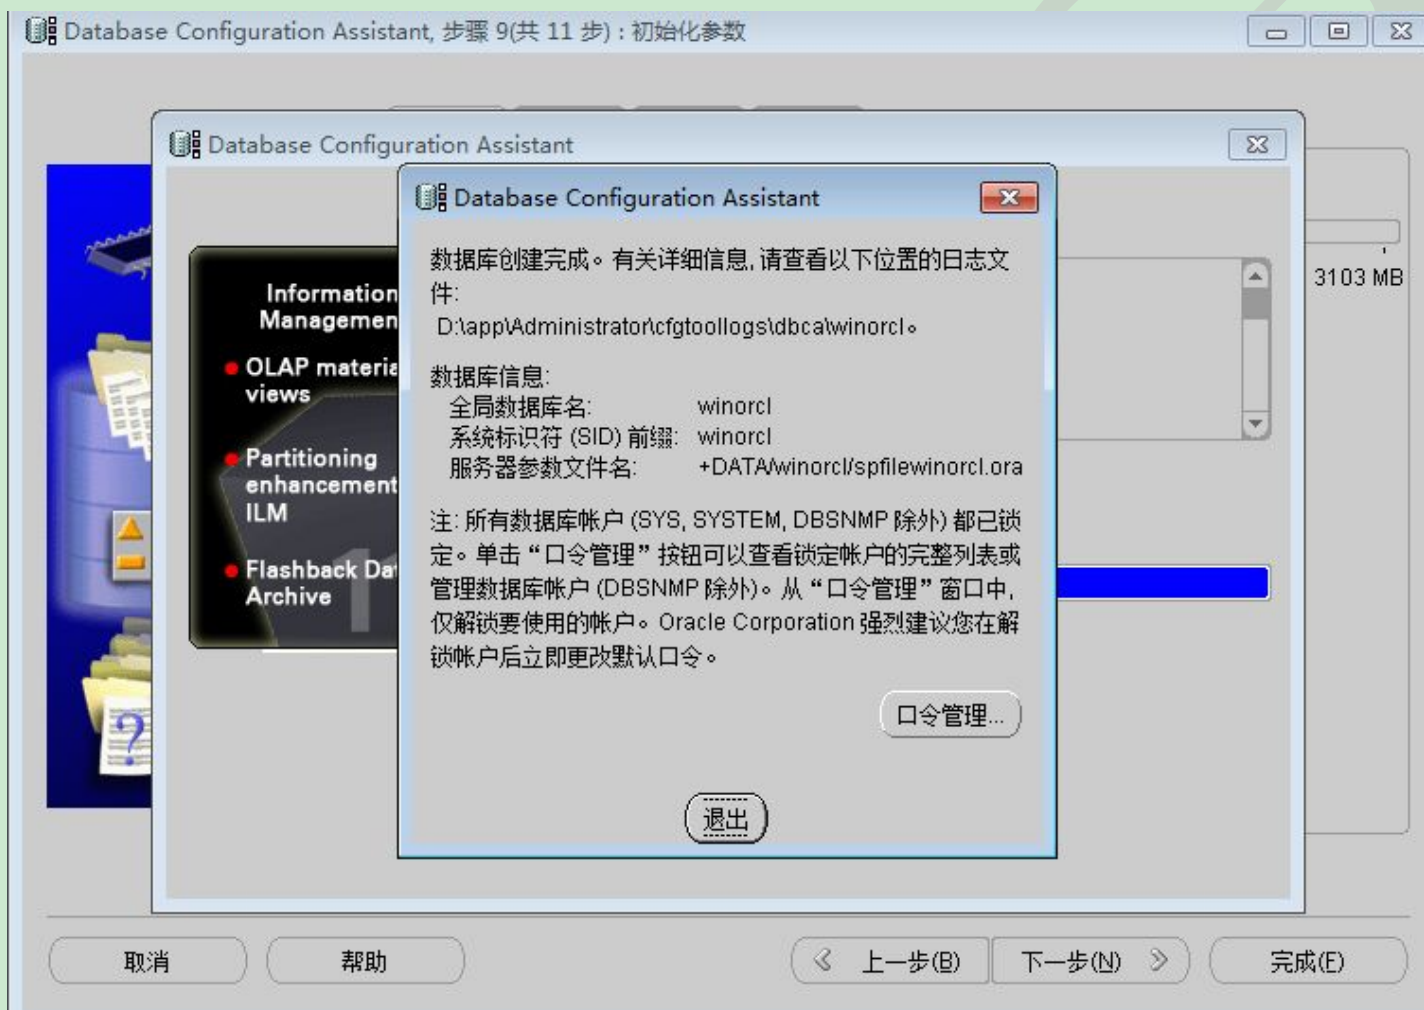 Database Configuration Assistant, 步骤 9(共 11 步) : 初始化参数
Database Configuration Assistant
Database Configuration Assistant
数据库创建完成。有关详细信息, 请查看以下位置的日志文
件:
D:\app\Administrator\cfgtoollogs\dbca\winorcl。
数据库信息:
全局数据库名: winorcl
系统标识符 (SID) 前缀: winorcl
服务器参数文件名: +DATA/winorcl/spfilewinorcl.ora
注: 所有数据库帐户 (SYS, SYSTEM, DBSNMP 除外) 都已锁
定。单击“口令管理”按钮可以查看锁定帐户的完整列表或
管理数据库帐户 (DBSNMP 除外)。从“口令管理”窗口中,
仅解锁要使用的帐户。Oracle Corporation 强烈建议您在解
锁帐户后立即更改默认口令。
口令管理...
退出
Information
Managemen
OLAP materia
views
Partitioning
enhancement
ILM
Flashback Da
Archive
11
3103 MB
取消
帮助
上一步(B)
下一步(N)
完成(F)